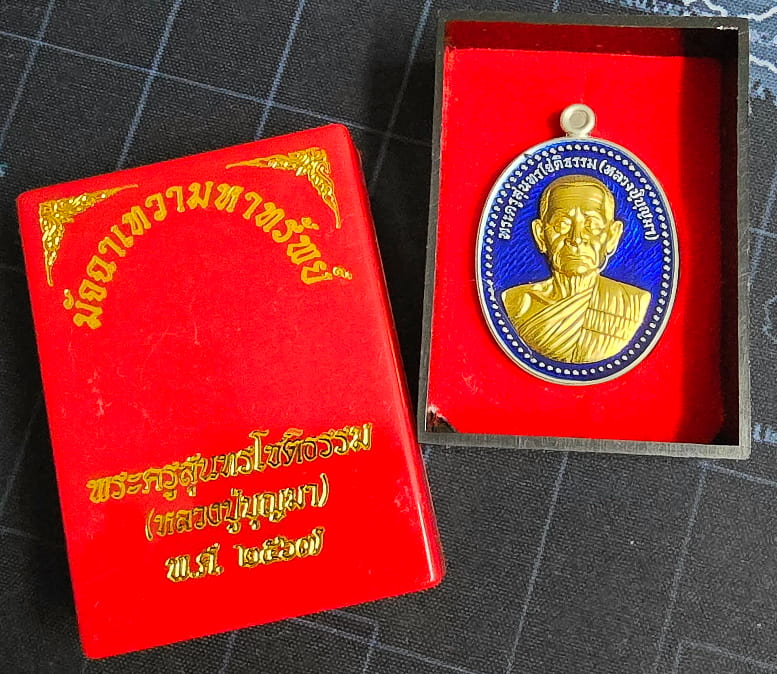 มัจฉาเทวามหาทรัพย์
พระครูสุนทรโชติธรรม
(หลวงปู่บุญมา)
พ.ศ. ๒๕๖๗
พระครูสุนทรโชติธรรม (หลวงปู่บุญมา)